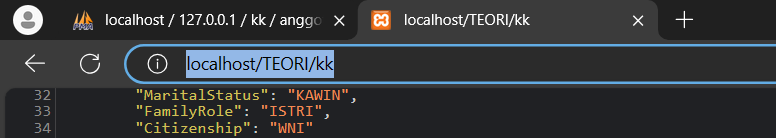 localhost / 127.0.0.1 / kk / anggo
localhost/TEORI/kk
localhost/TEORI/kk
32 "MaritalStatus": "KAWIN",
33 "FamilyRole": "ISTRI",
34 "Citizenship": "WNI"